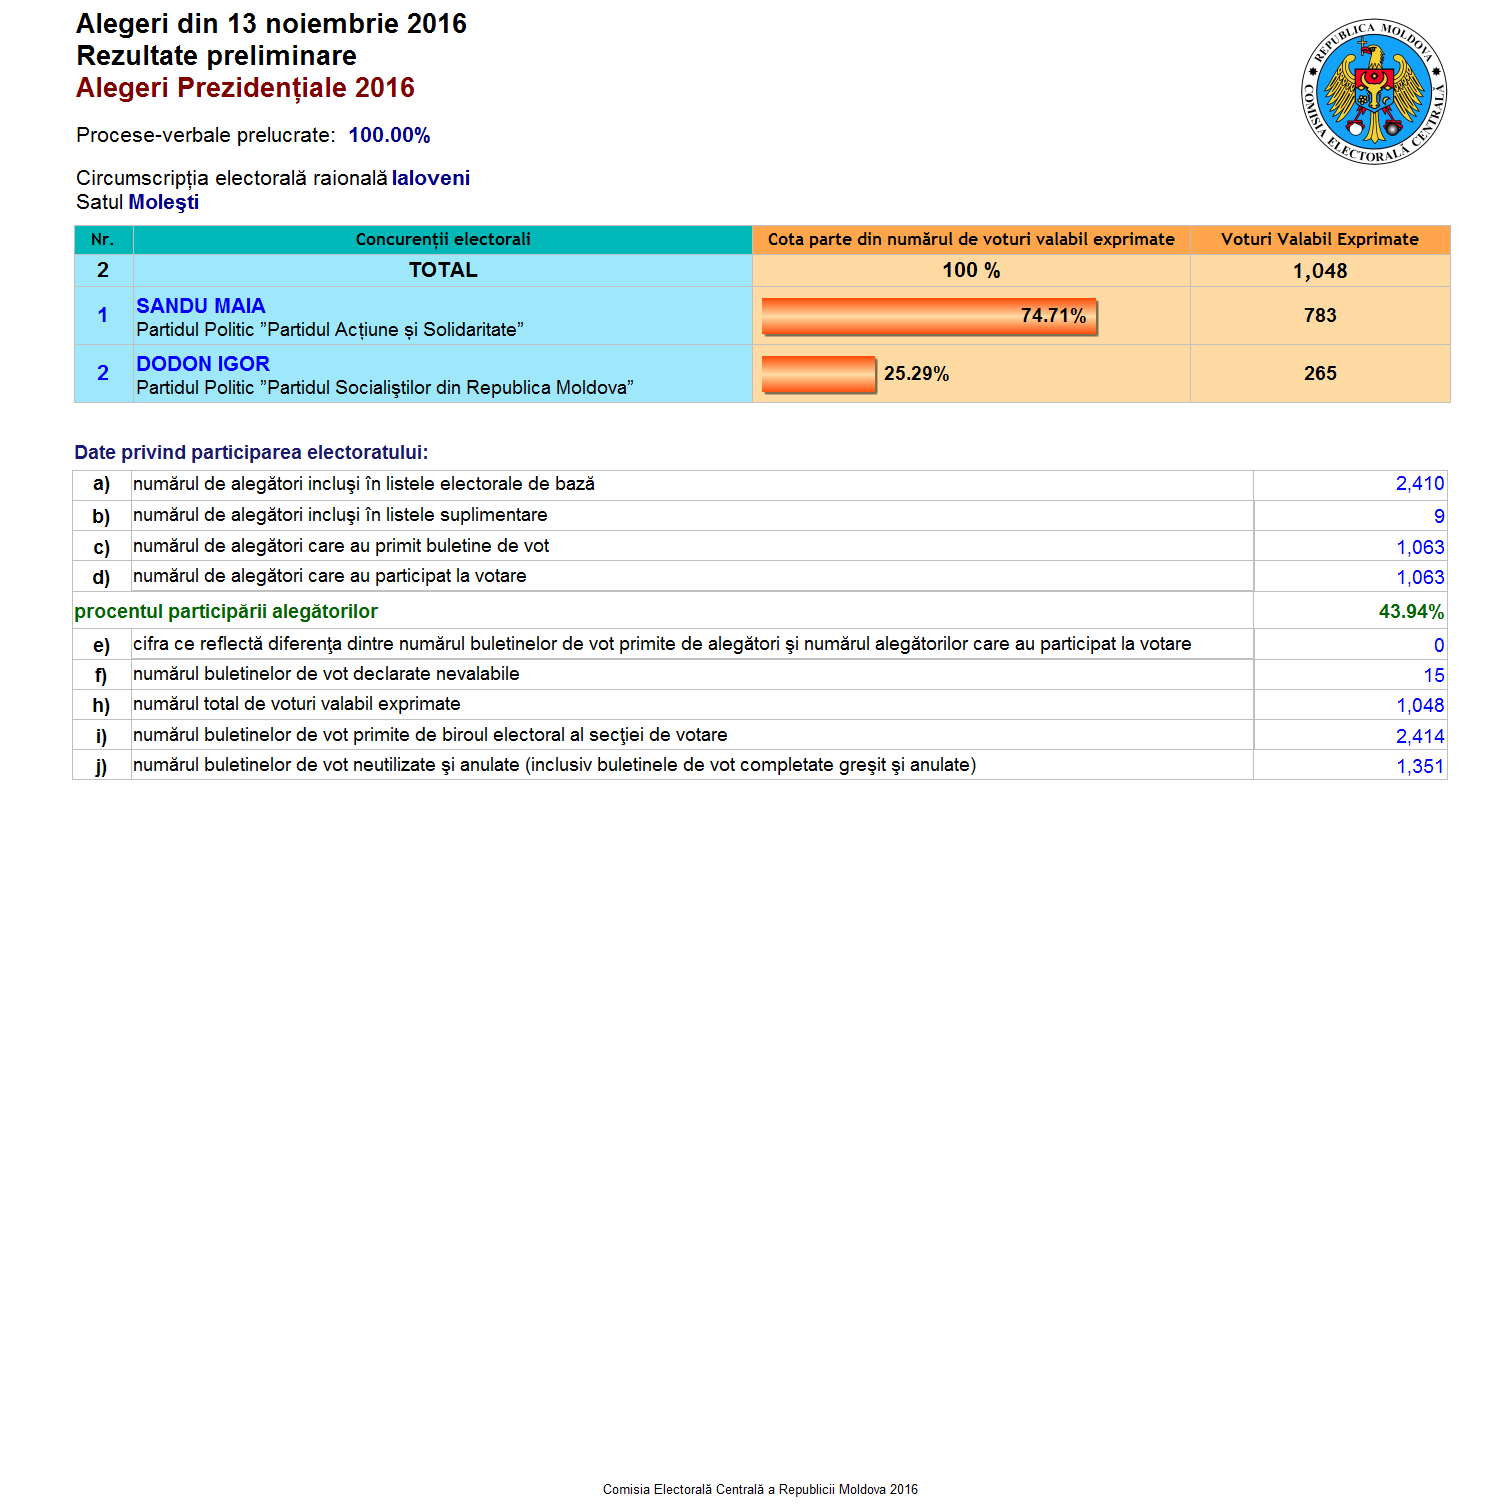 Alegeri din 13 noiembrie 2016
Rezultate preliminare
Alegeri Prezidențiale 2016
REPUBLICA MOLDOVA
COMISIA ELECTORALĂ CENTRALĂ
Procese-verbale prelucrate: 100.00%
Circumscripția electorală raională Ialoveni
Satul Moleşti
Nr. Concurenții electorali Cota parte din numărul de voturi valabil exprimate Voturi Valabil Exprimate
2 TOTAL 100 % 1,048
1 SANDU MAIA 74.71% 783
Partidul Politic ”Partidul Acțiune și Solidaritate”
2 DODON IGOR 25.29% 265
Partidul Politic ”Partidul Socialiştilor din Republica Moldova”
Date privind participarea electoratului:
a) numărul de alegători incluşi în listele electorale de bază 2,410
b) numărul de alegători incluşi în listele suplimentare 9
c) numărul de alegători care au primit buletine de vot 1,063
d) numărul de alegători care au participat la votare 1,063
procentul participării alegătorilor 43.94%
e) cifra ce reflectă diferenţa dintre numărul buletinelor de vot primite de alegători şi numărul alegătorilor care au participat la votare 0
f) numărul buletinelor de vot declarate nevalabile 15
h) numărul total de voturi valabil exprimate 1,048
i) numărul buletinelor de vot primite de biroul electoral al secţiei de votare 2,414
j) numărul buletinelor de vot neutilizate şi anulate (inclusiv buletinele de vot completate greşit şi anulate) 1,351
Comisia Electorală Centrală a Republicii Moldova 2016